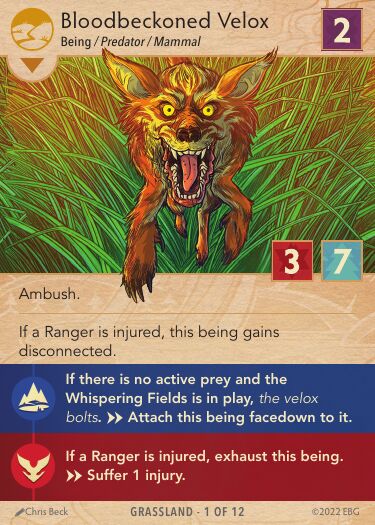 Bloodbeckoned Velox
Being / Predator / Mammal
2
3 7
Ambush.
If a Ranger is injured, this being gains
disconnected.
If there is no active prey and the
Whispering Fields is in play, the velox
bolts. ▶▶ Attach this being facedown to it.
If a Ranger is injured, exhaust this being.
▶▶ Suffer 1 injury.
Chris Beck
GRASSLAND - 1 OF 12
©2022 EBG